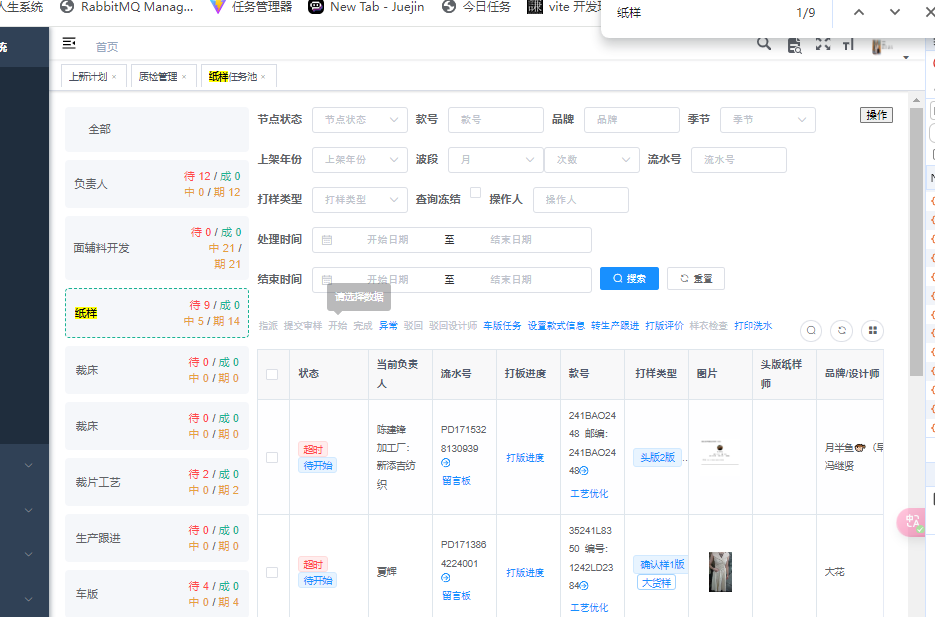 人生系统 RabbitMQ Manag... 任务管理器 New Tab - Juejin 今日任务 vite 开发
纸样 1/9
统
首页
上新计划 × 质检管理 × 纸样任务池 ×
全部
负责人 待 12 / 成 0
中 0 / 期 12
面辅料开发 待 0 / 成 0
中 21 /
期 21
纸样 待 9 / 成 0
中 5 / 期 14
裁床 待 0 / 成 0
中 0 / 期 0
裁床 待 0 / 成 0
中 0 / 期 0
裁片工艺 待 2 / 成 0
中 0 / 期 2
生产跟进 待 0 / 成 0
中 0 / 期 0
车版 待 4 / 成 0
中 0 / 期 4
节点状态 节点状态 款号 款号 品牌 品牌 季节 季节 操作
上架年份 上架年份 波段 月 次数 流水号 流水号
打样类型 打样类型 查询冻结 操作人 操作人
处理时间 开始日期 至 结束日期
结束时间 开始日期 至 结束日期 搜索 重置
请选择数据
指派 提交审样 开始 完成 异常 驳回 驳回设计师 车版任务 设置款式信息 转生产跟进 打版评价 样衣检查 打印洗水
状态 当前负责人 流水号 打板进度 款号 打样类型 图片 头版纸样师 品牌/设计师
超时
待开始
陈建锋
加工厂:
新添吉纺
织
PD171532
8130939
留言板
打版进度
241BAO24
48 邮编:
241BAO24
48
工艺优化
头版2版 ..
月半鱼
冯继贤
超时
待开始
夏辉
PD171386
4224001
留言板
打版进度
35241L83
50 编号:
1242LD23
84
工艺优化
确认样1版
大货样
大花